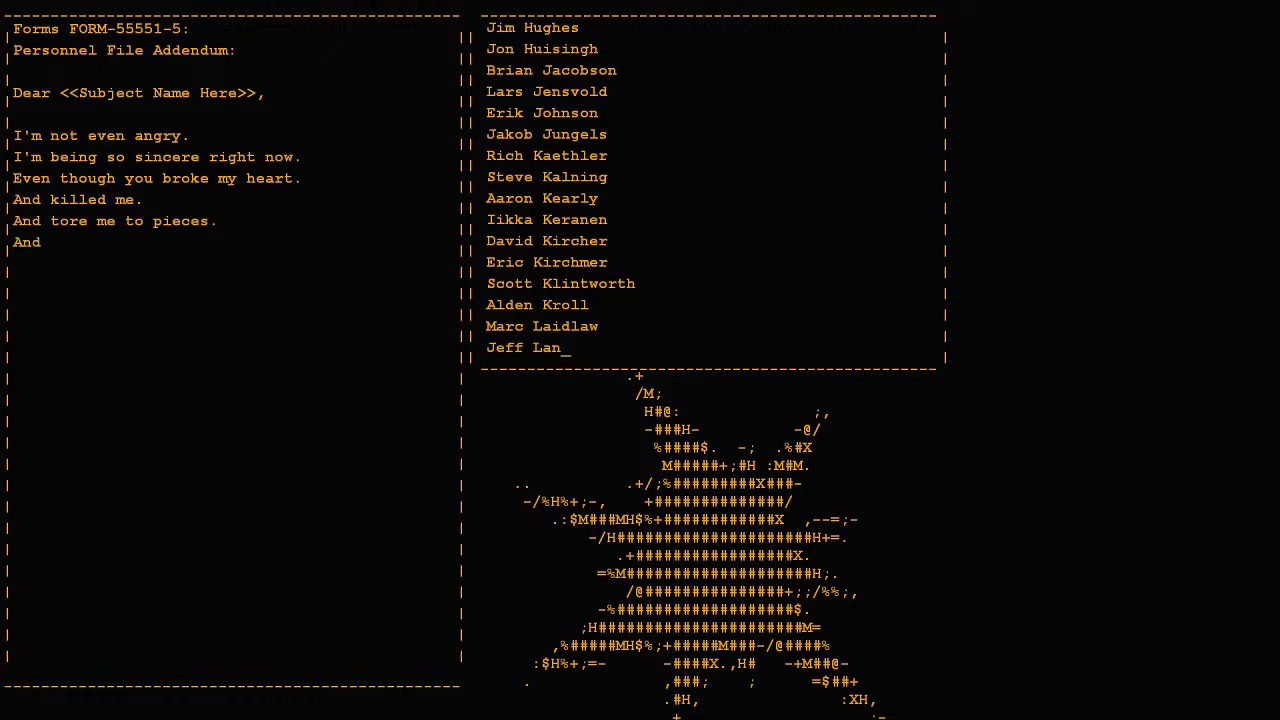 Forms FORM-55551-5:
Personnel File Addendum:
Dear <<Subject Name Here>>,
I'm not even angry.
I'm being so sincere right now.
Even though you broke my heart.
And killed me.
And tore me to pieces.
And
Jim Hughes
Jon Huisingh
Brian Jacobson
Lars Jensvold
Erik Johnson
Jakob Jungels
Rich Kaethler
Steve Kalning
Aaron Kearly
Iikka Keranen
David Kircher
Eric Kirchmer
Scott Klintworth
Alden Kroll
Marc Laidlaw
Jeff Lan_